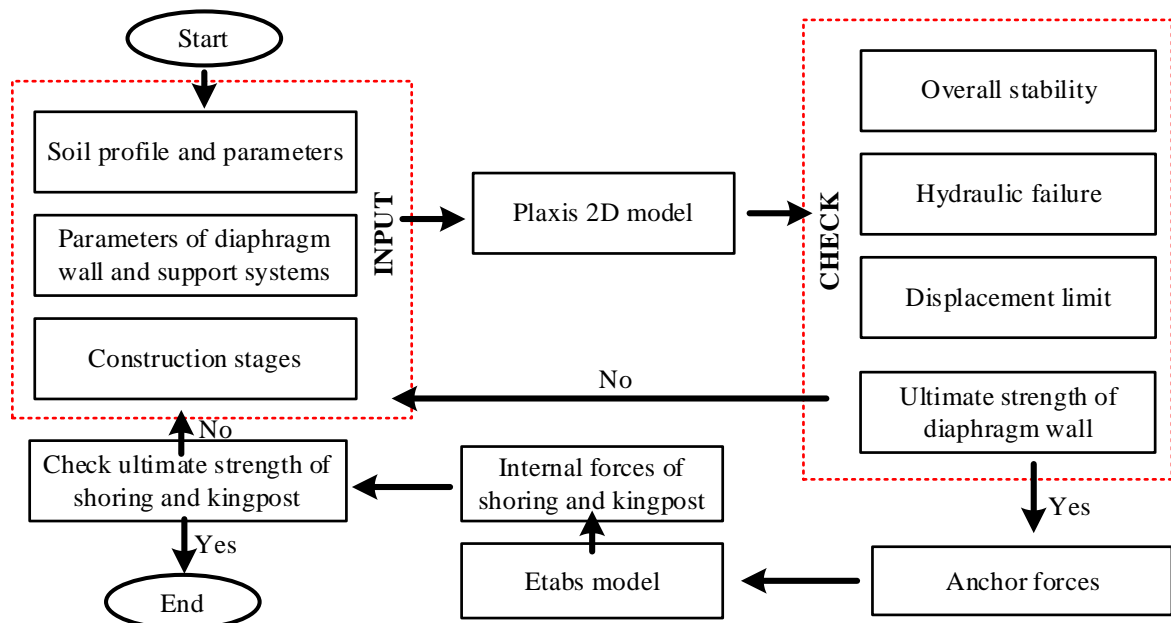 Start
Soil profile and parameters
Parameters of diaphragm
wall and support systems
Construction stages
INPUT
Plaxis 2D model
CHECK
Overall stability
Hydraulic failure
Displacement limit
Ultimate strength of
diaphragm wall
No
Yes
Anchor forces
Etabs model
Internal forces of
shoring and kingpost
Check ultimate strength of
shoring and kingpost
No
Yes
End